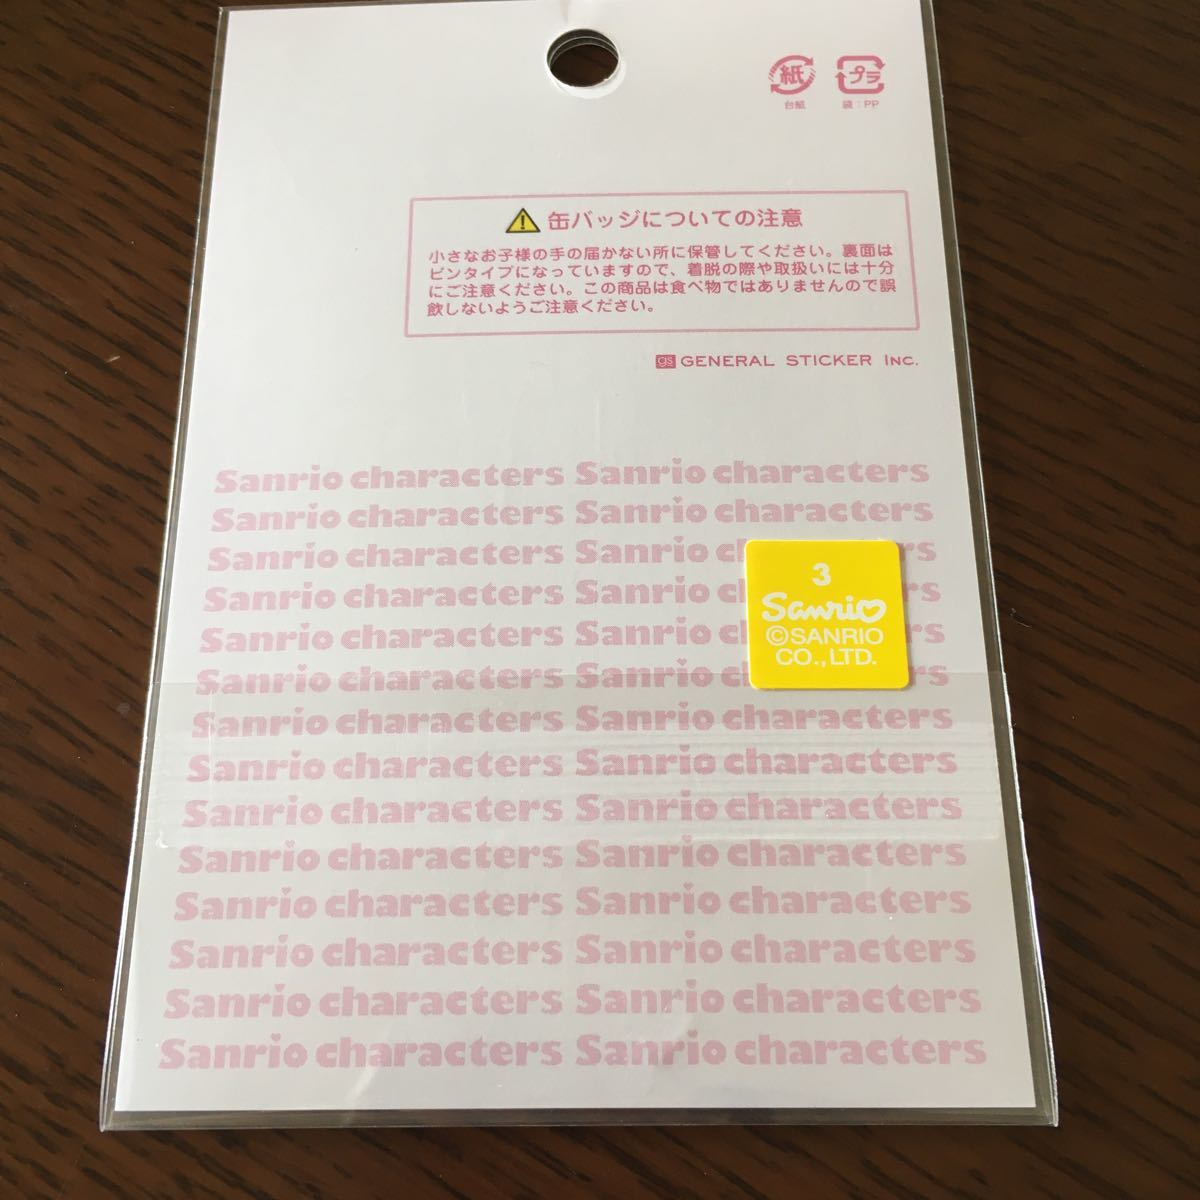 紙
プラ
台紙
袋：PP
缶バッジについての注意
小さなお子様の手の届かない所に保管してください。裏面は
ピンタイプになっていますので、着脱の際や取扱いには十分
にご注意ください。この商品は食べ物ではありませんので誤
飲しないようご注意ください。
gs GENERAL STICKER INC.
Sanrio characters Sanrio characters
Sanrio characters Sanrio characters
Sanrio characters Sanrio
Sanrio characters Sanrio
Sanrio characters Sanrio
Sanrio characters Sanrio
3
Sanrio
©SANRIO
CO., LTD.
Sanrio characters Sanrio characters
Sanrio characters Sanrio characters
Sanrio characters Sanrio characters
Sanrio characters Sanrio characters
Sanrio characters Sanrio characters
Sanrio characters Sanrio characters
Sanrio characters Sanrio characters
Sanrio characters Sanrio characters